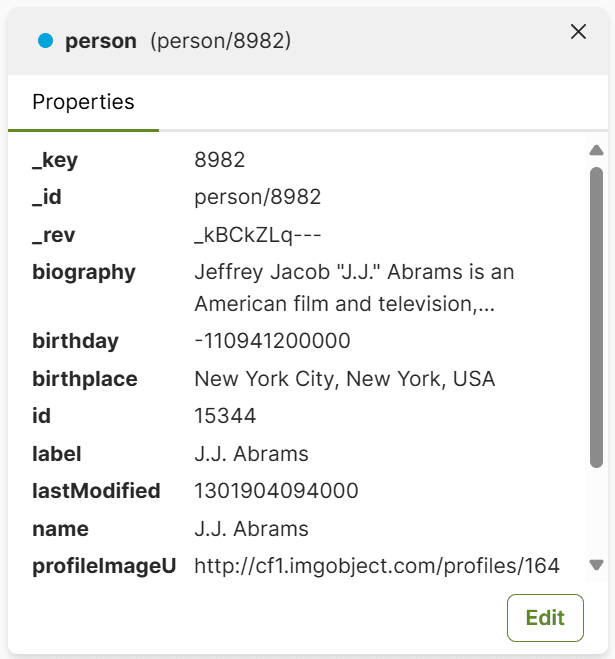 person (person/8982)
Properties
_key 8982
_id person/8982
_rev _kBCkZLq---
biography Jeffrey Jacob "J.J." Abrams is an
American film and television,...
birthday -110941200000
birthplace New York City, New York, USA
id 15344
label J.J. Abrams
lastModified 1301904094000
name J.J. Abrams
profileImageU http://cf1.imgobject.com/profiles/164
Edit